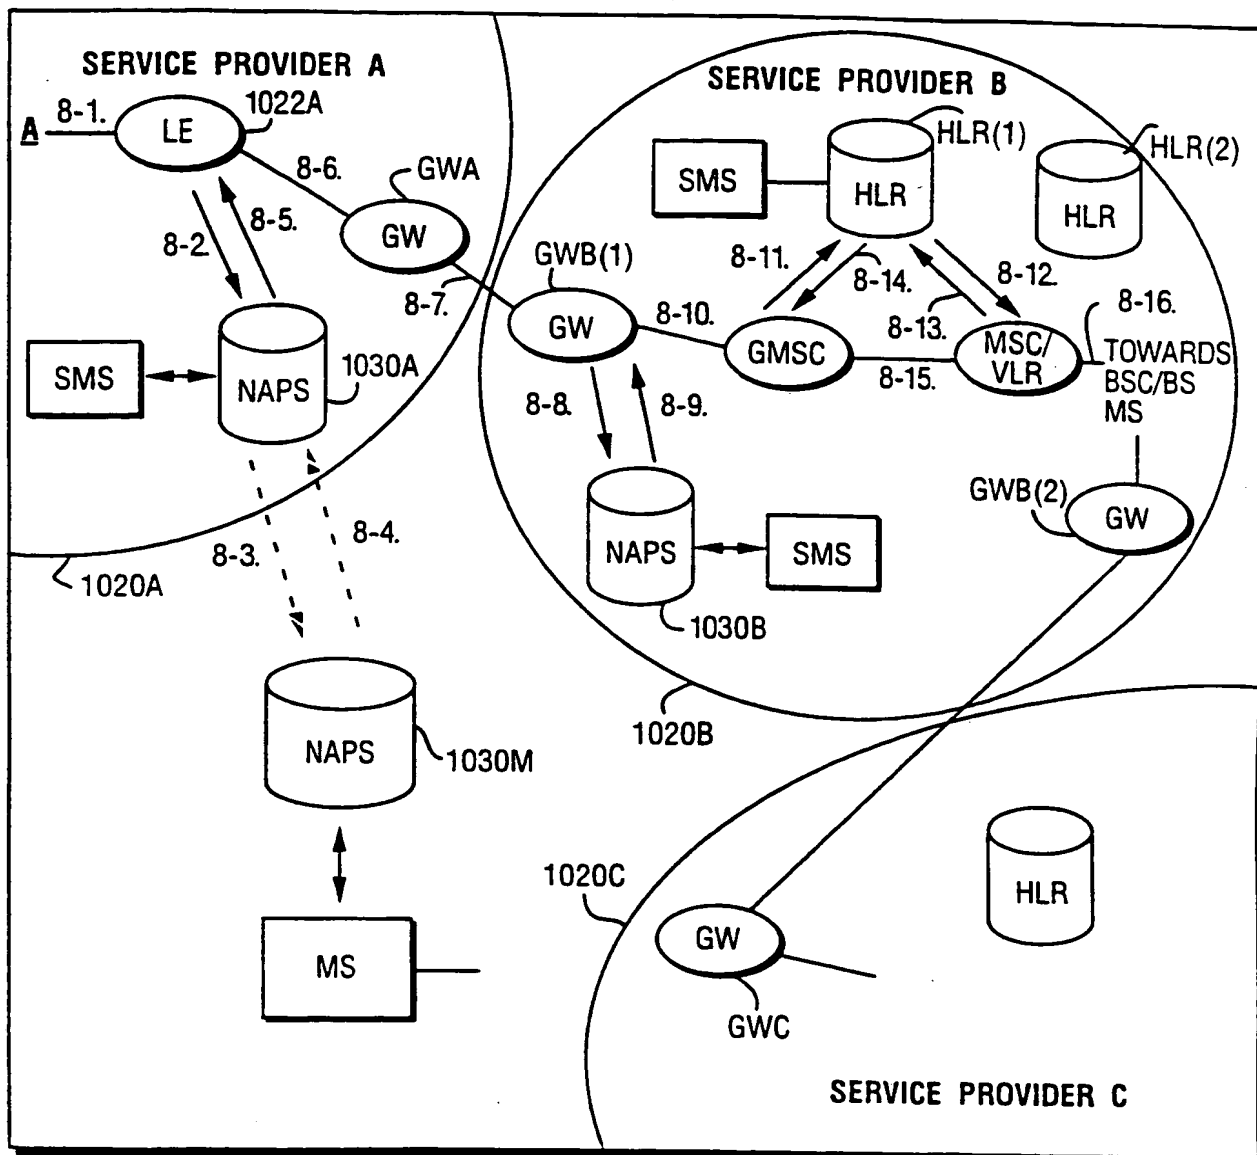 SERVICE PROVIDER A
A
8-1.
LE
1022A
8-6.
GWA
GW
8-2.
8-5.
8-7.
SMS
NAPS
1030A
8-3.
8-4.
1020A
NAPS
1030M
MS
SERVICE PROVIDER B
SMS
HLR
HLR(1)
HLR
HLR(2)
8-11.
8-14.
8-12.
8-13.
GWB(1)
GW
8-10.
GMSC
8-15.
MSC/
VLR
8-16.
TOWARDS
BSC/BS
MS
8-8.
8-9.
NAPS
SMS
1030B
GWB(2)
GW
1020B
1020C
GW
GWC
HLR
SERVICE PROVIDER C